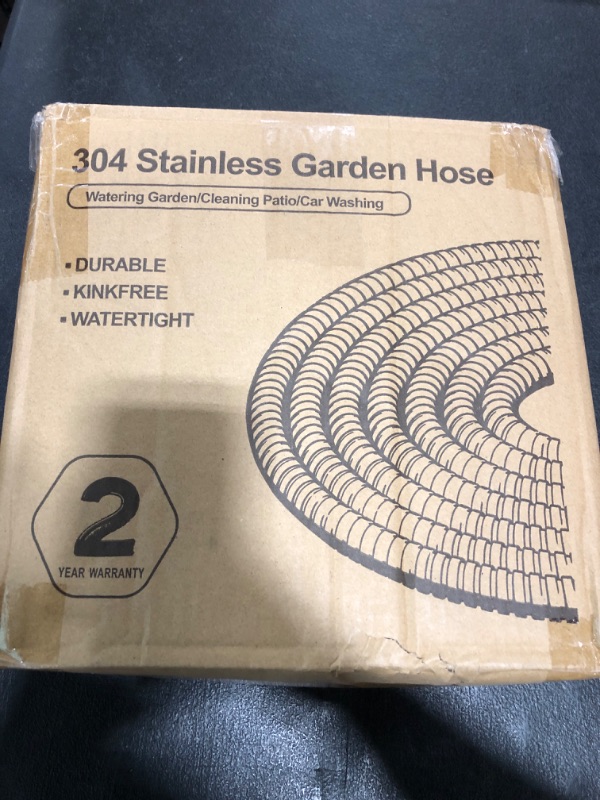 304 Stainless Garden Hose
Watering Garden/Cleaning Patio/Car Washing
▪DURABLE
▪KINKFREE
▪WATERTIGHT
2
YEAR WARRANTY